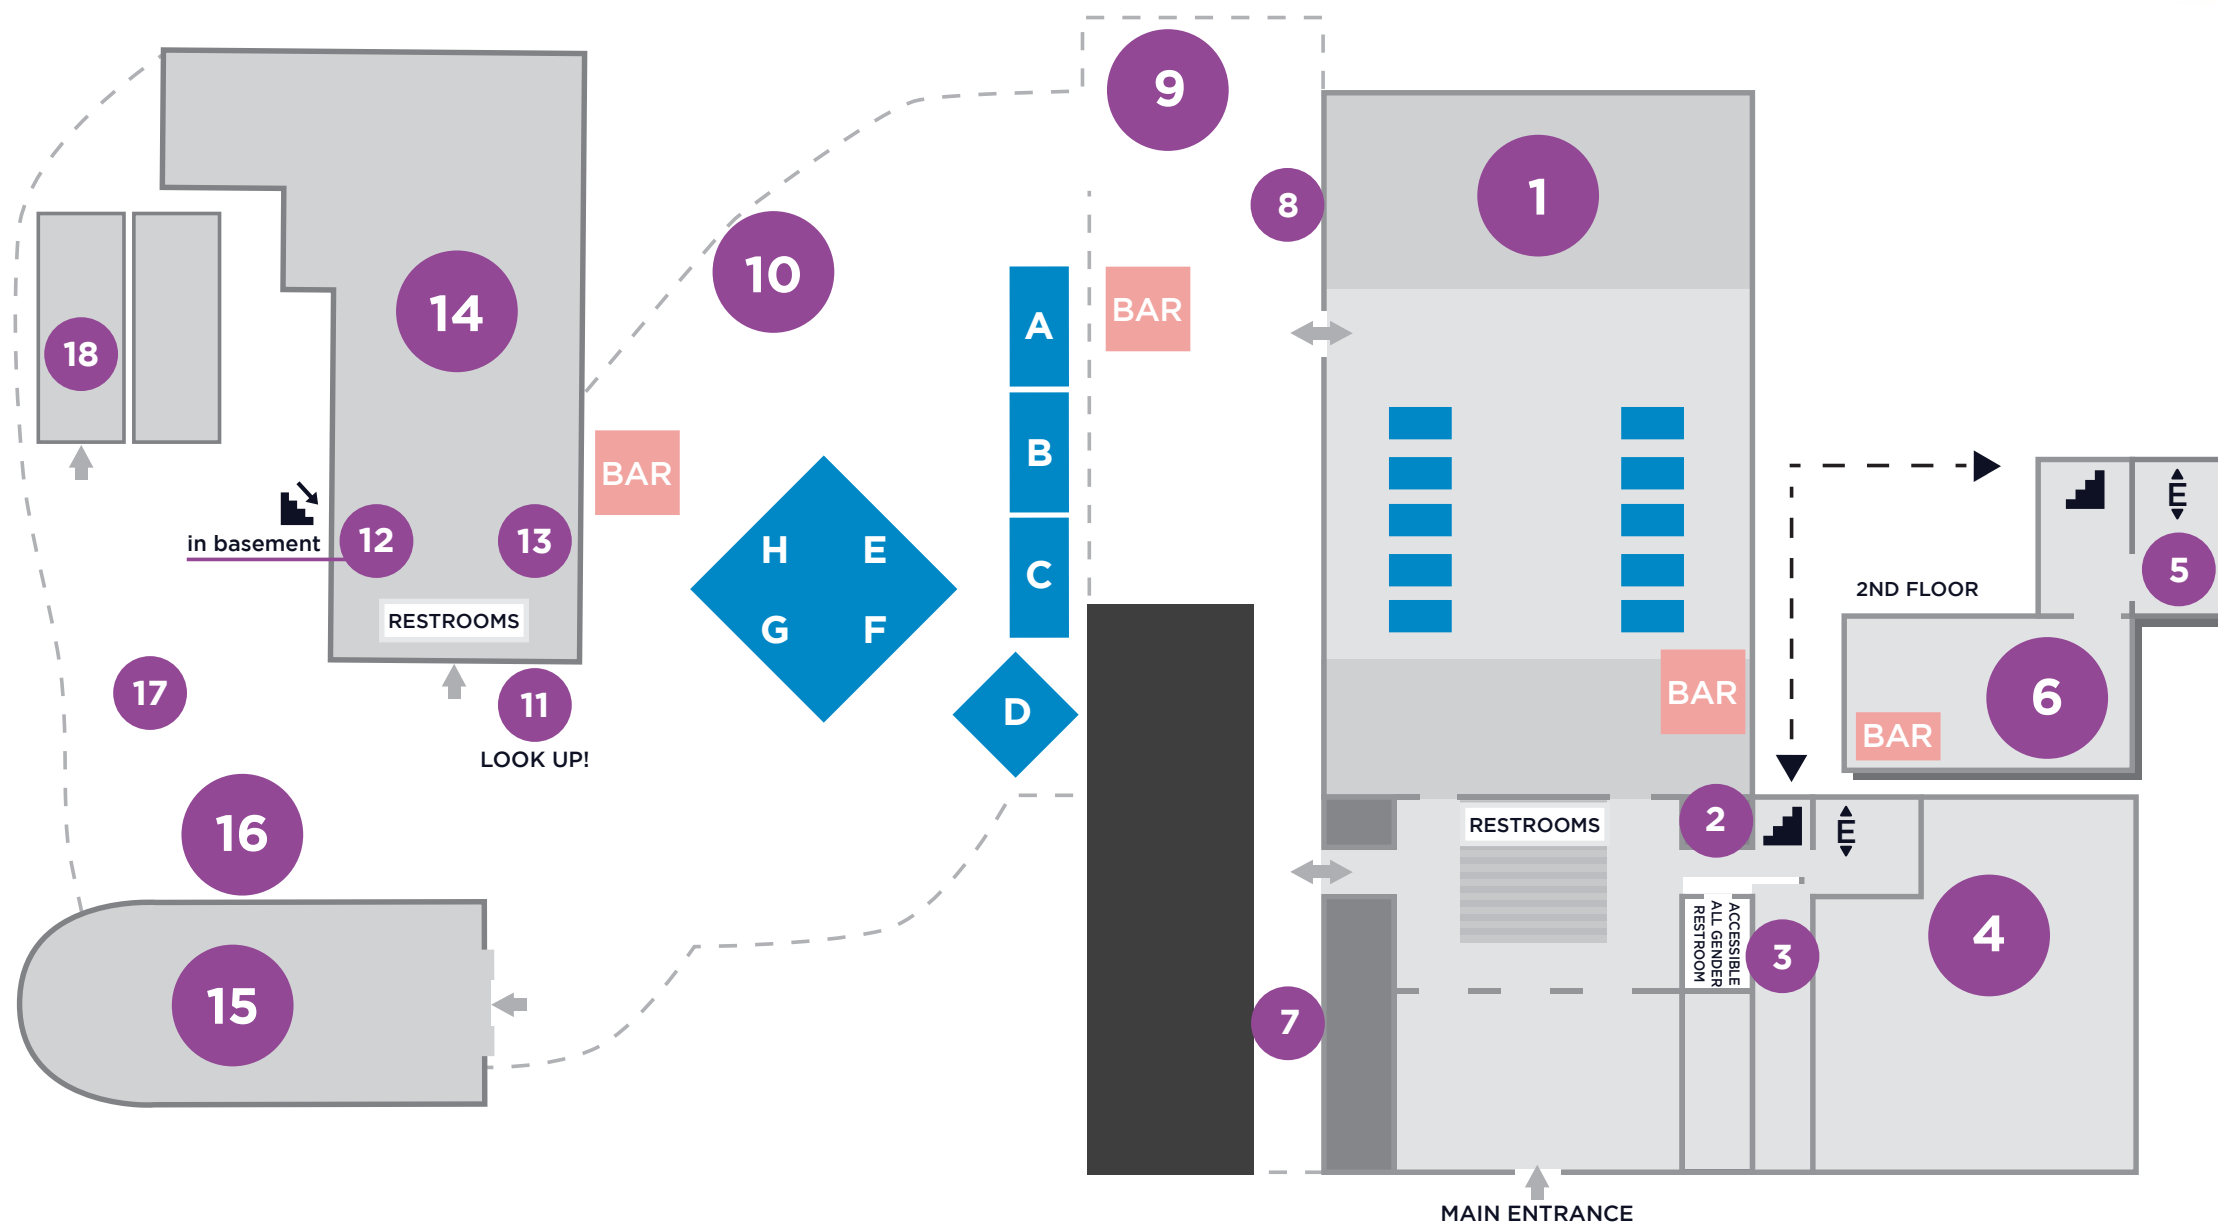 9
1
8
10
14
A
BAR
18
B
BAR
E
in basement
12
13
H
E
C
5
2ND FLOOR
RESTROOMS
G
F
17
11
D
BAR
6
BAR
LOOK UP!
16
RESTROOMS
2
E
ACCESSIBLE
ALL GENDER
RESTROOM
3
4
15
7
MAIN ENTRANCE